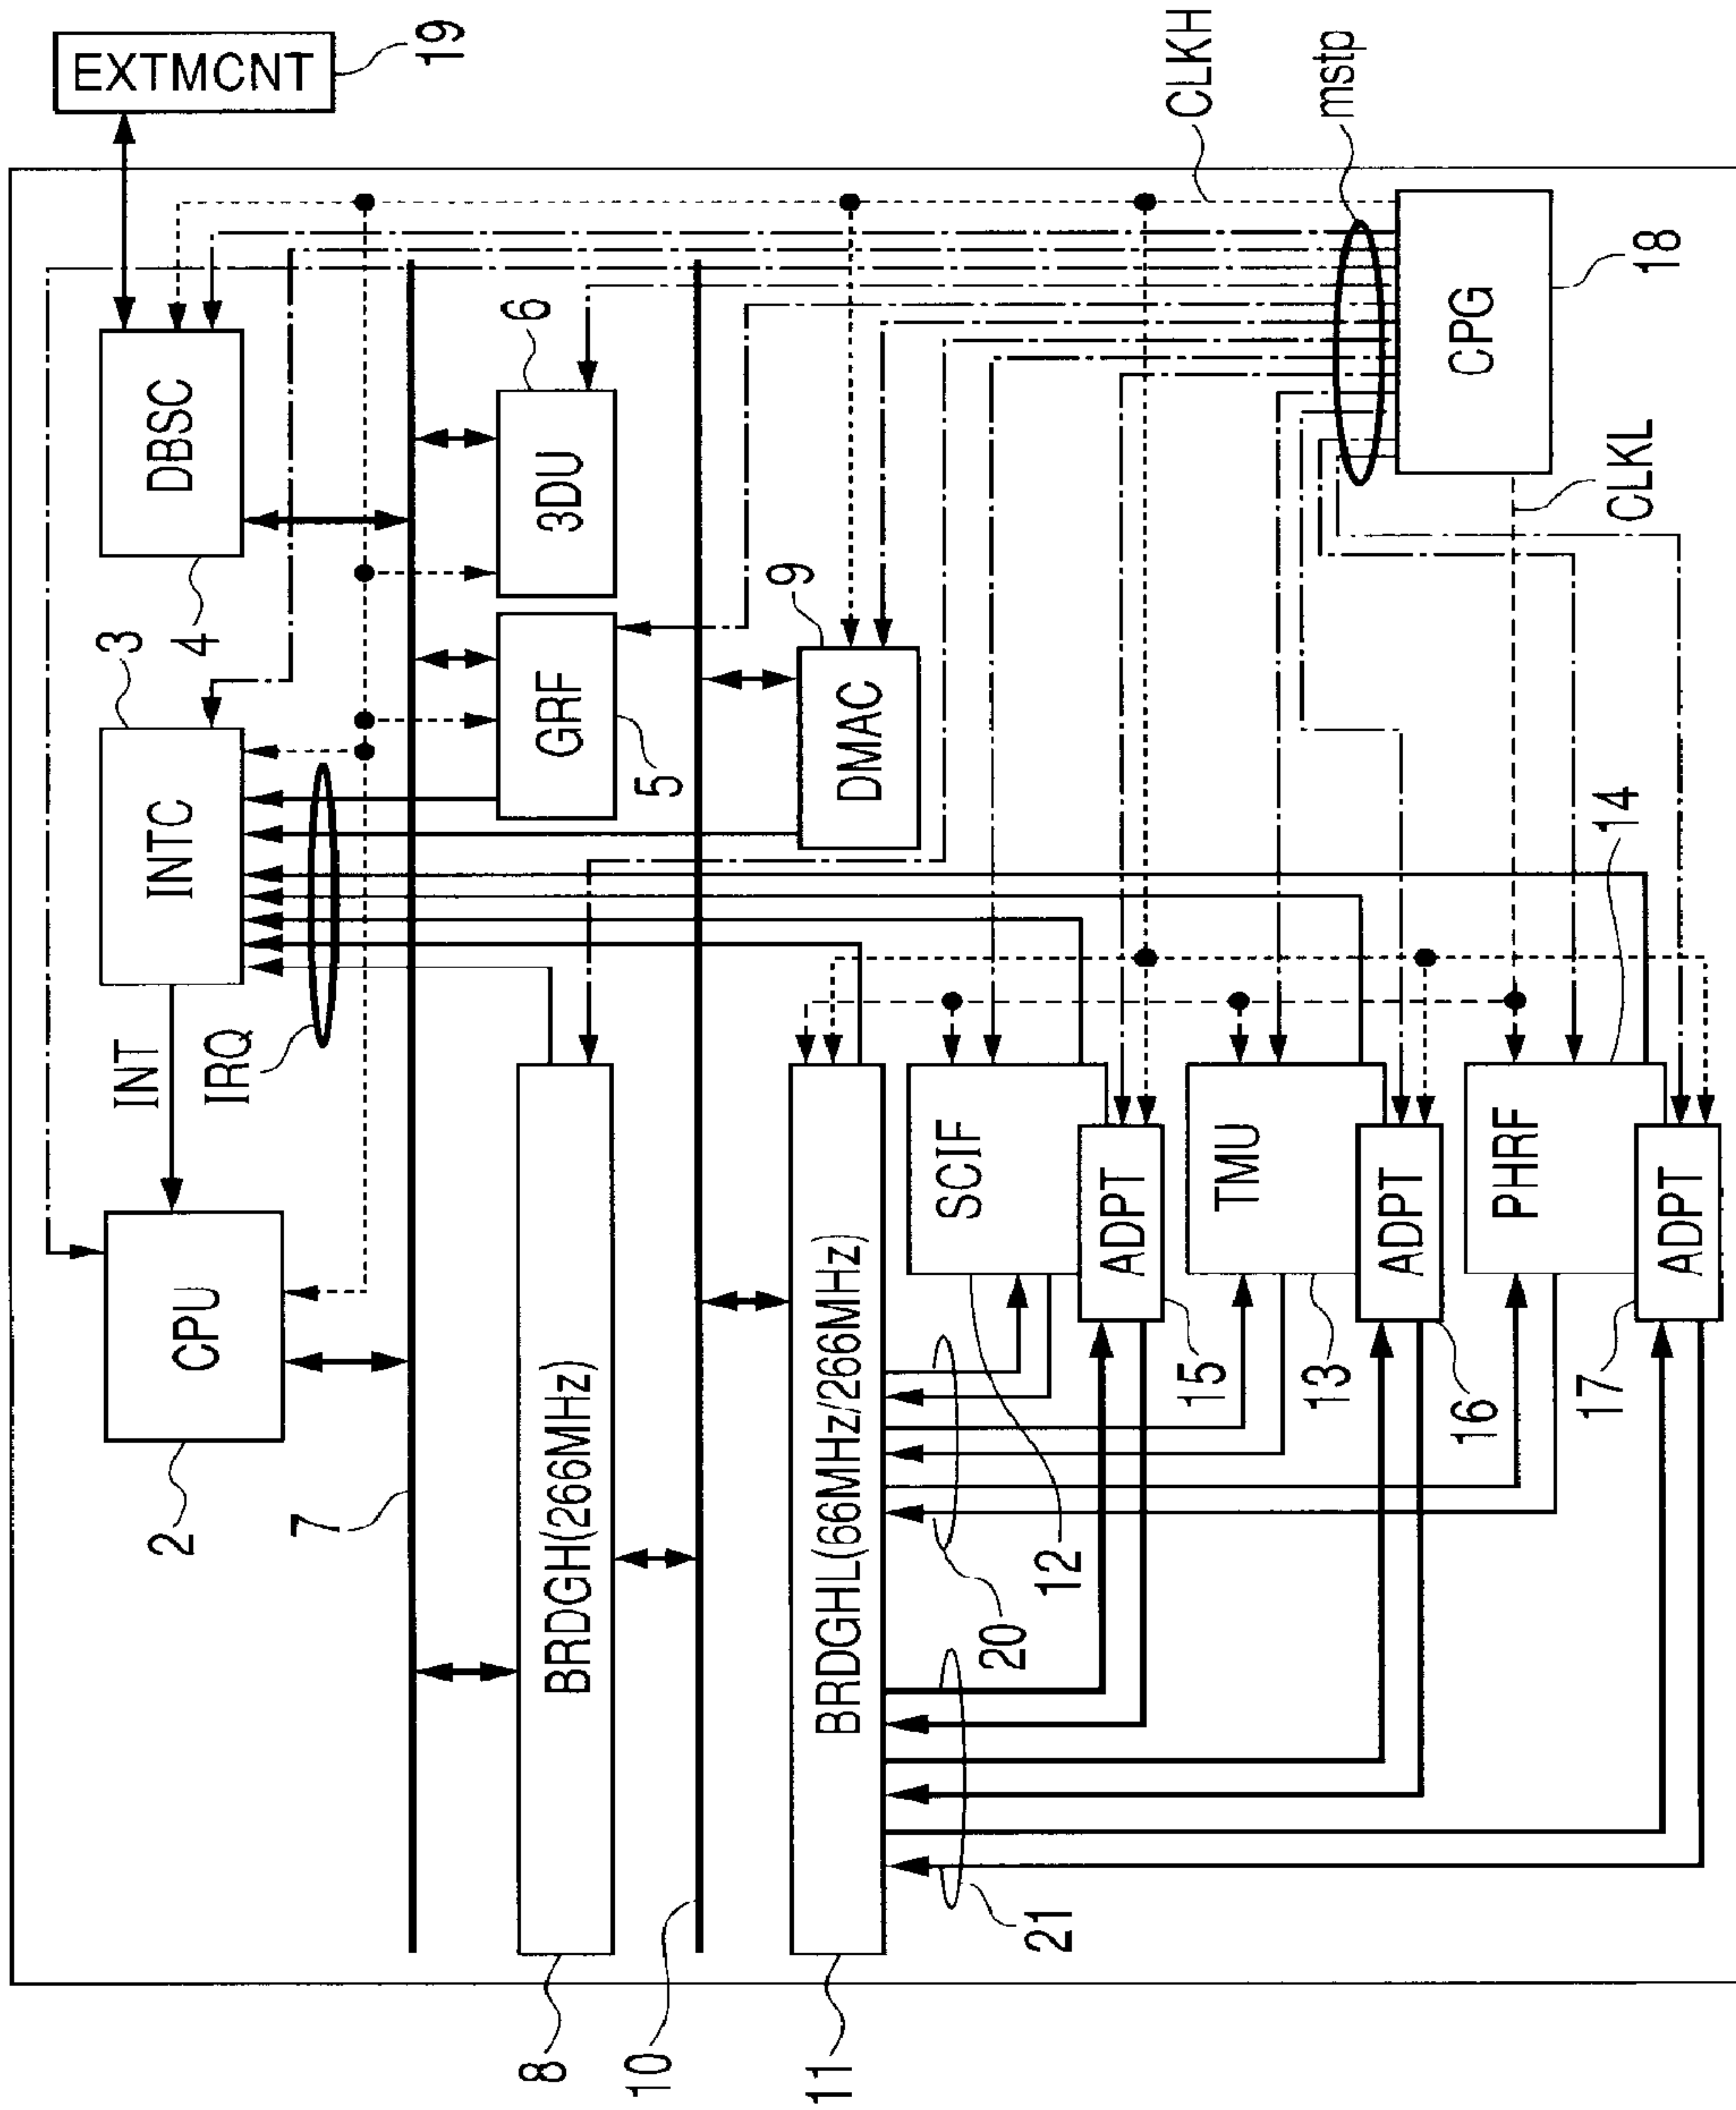 EXTMCNT
19
CPU
2
INT
INTC
3
IRQ
DBSC
4
7
BRDGH(266MHz)
8
GRF
5
3DU
6
10
DMAC
9
BRDGHL(66MHz/266MHz)
11
21
20
SCIF
12
ADPT
15
TMU
13
ADPT
16
PHRF
14
ADPT
17
CLKH
mstp
CPG
18
CLKL